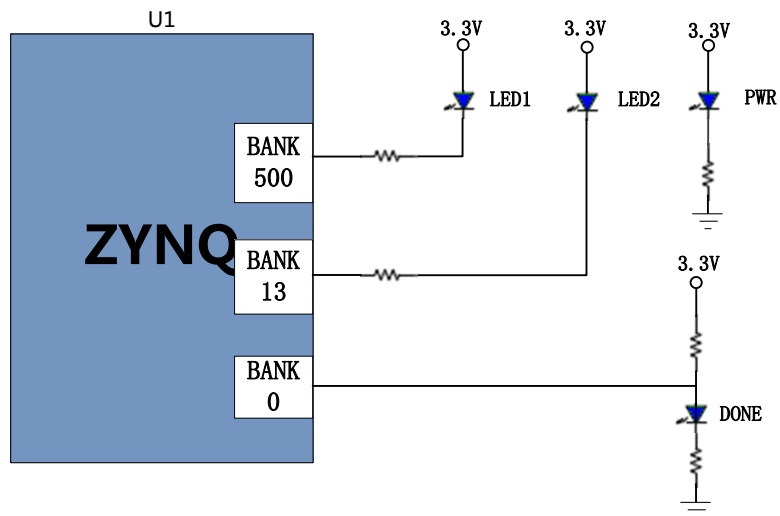 U1
3.3V
3.3V
3.3V
LED1
LED2
PWR
BANK
500
ZYNQ
BANK
13
3.3V
BANK
0
DONE